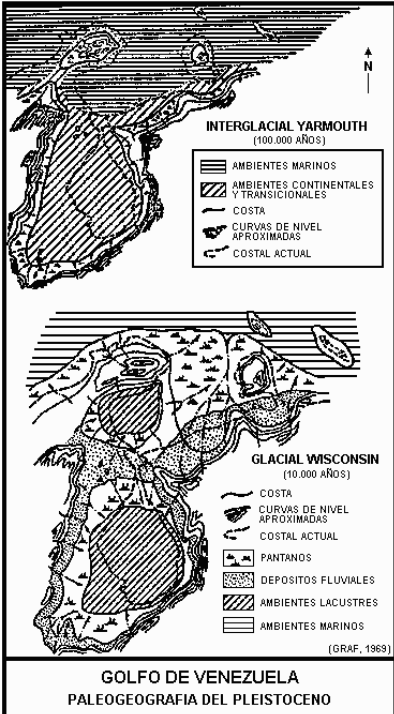 N
INTERGLACIAL YARMOUTH
(100.000 AÑOS)
AMBIENTES MARINOS
AMBIENTES CONTINENTALES
Y TRANSICIONALES
COSTA
CURVAS DE NIVEL
APROXIMADAS
COSTAL ACTUAL
GLACIAL WISCONSIN
(10.000 AÑOS)
COSTA
CURVAS DE NIVEL
APROXIMADAS
COSTAL ACTUAL
PANTANOS
DEPOSITOS FLUVIALES
AMBIENTES LACUSTRES
AMBIENTES MARINOS
(GRAF, 1969)
GOLFO DE VENEZUELA
PALEOGEOGRAFIA DEL PLEISTOCENO